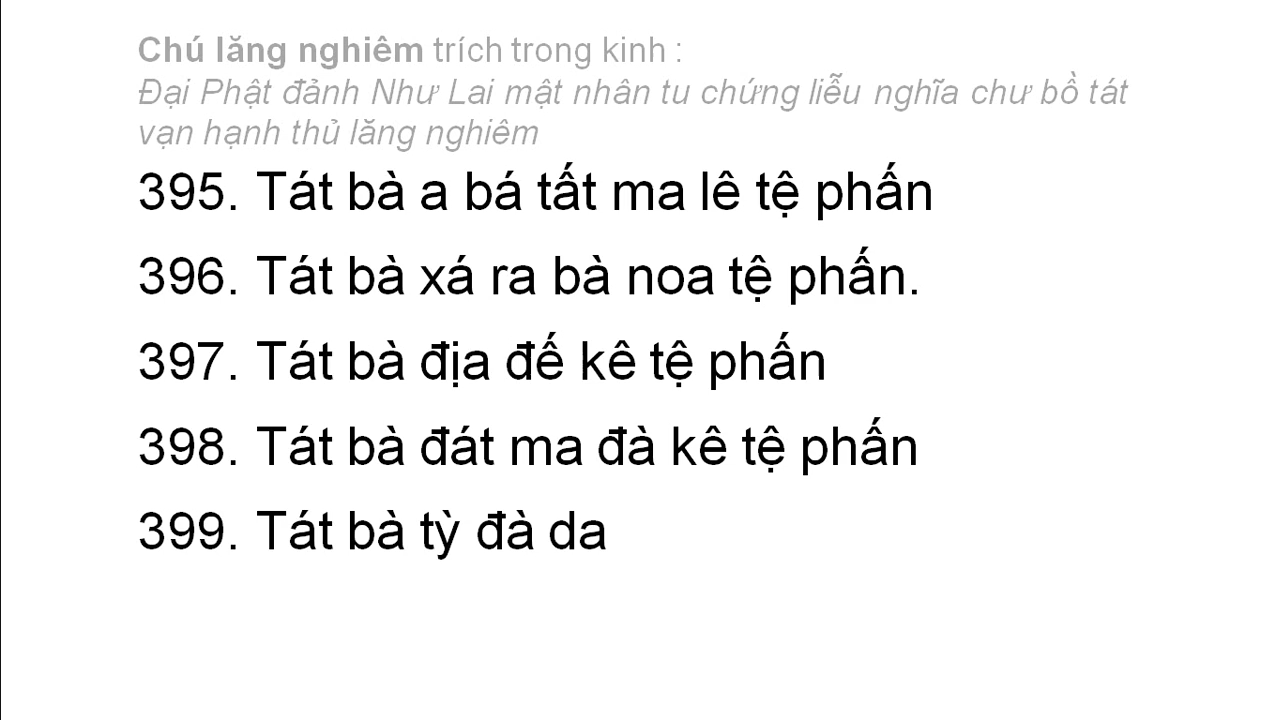 Chú lăng nghiêm trích trong kinh :
Đại Phật đảnh Như Lai mật nhân tu chứng liễu nghĩa chư bồ tát
vạn hạnh thủ lăng nghiêm
395. Tát bà a bá tất ma lê tệ phấn
396. Tát bà xá ra bà noa tệ phấn.
397. Tát bà địa đế kê tệ phấn
398. Tát bà đát ma đà kê tệ phấn
399. Tát bà tỳ đà da